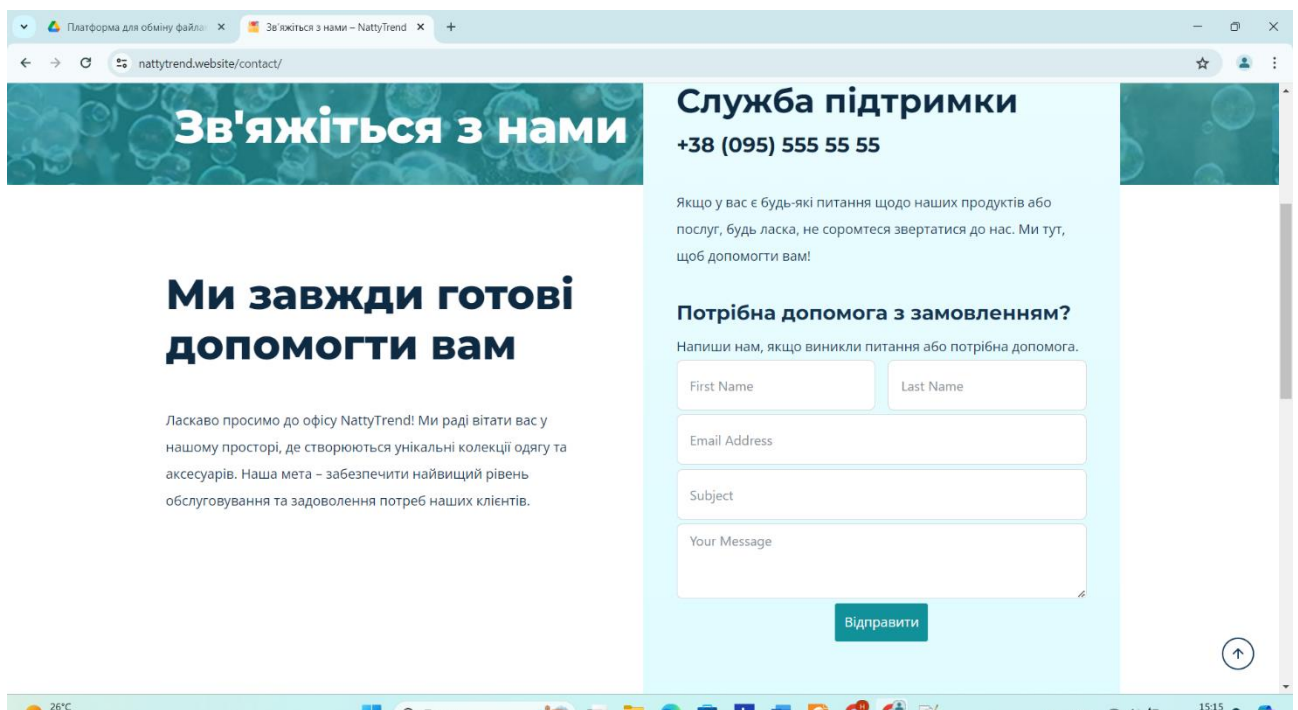 Платформа для обміну файла
Зв'яжіться з нами – NattyTrend
nattytrend.website/contact/
Зв'яжіться з нами
Служба підтримки
+38 (095) 555 55 55
Якщо у вас є будь-які питання щодо наших продуктів або
послуг, будь ласка, не соромтеся звертатися до нас. Ми тут,
щоб допомогти вам!
Ми завжди готові
допомогти вам
Ласкаво просимо до офісу NattyTrend! Ми раді вітати вас у
нашому просторі, де створюються унікальні колекції одягу та
аксесуарів. Наша мета – забезпечити найвищий рівень
обслуговування та задоволення потреб наших клієнтів.
Потрібна допомога з замовленням?
Напиши нам, якщо виникли питання або потрібна допомога.
First Name
Last Name
Email Address
Subject
Your Message
Відправити
26°C
15:15